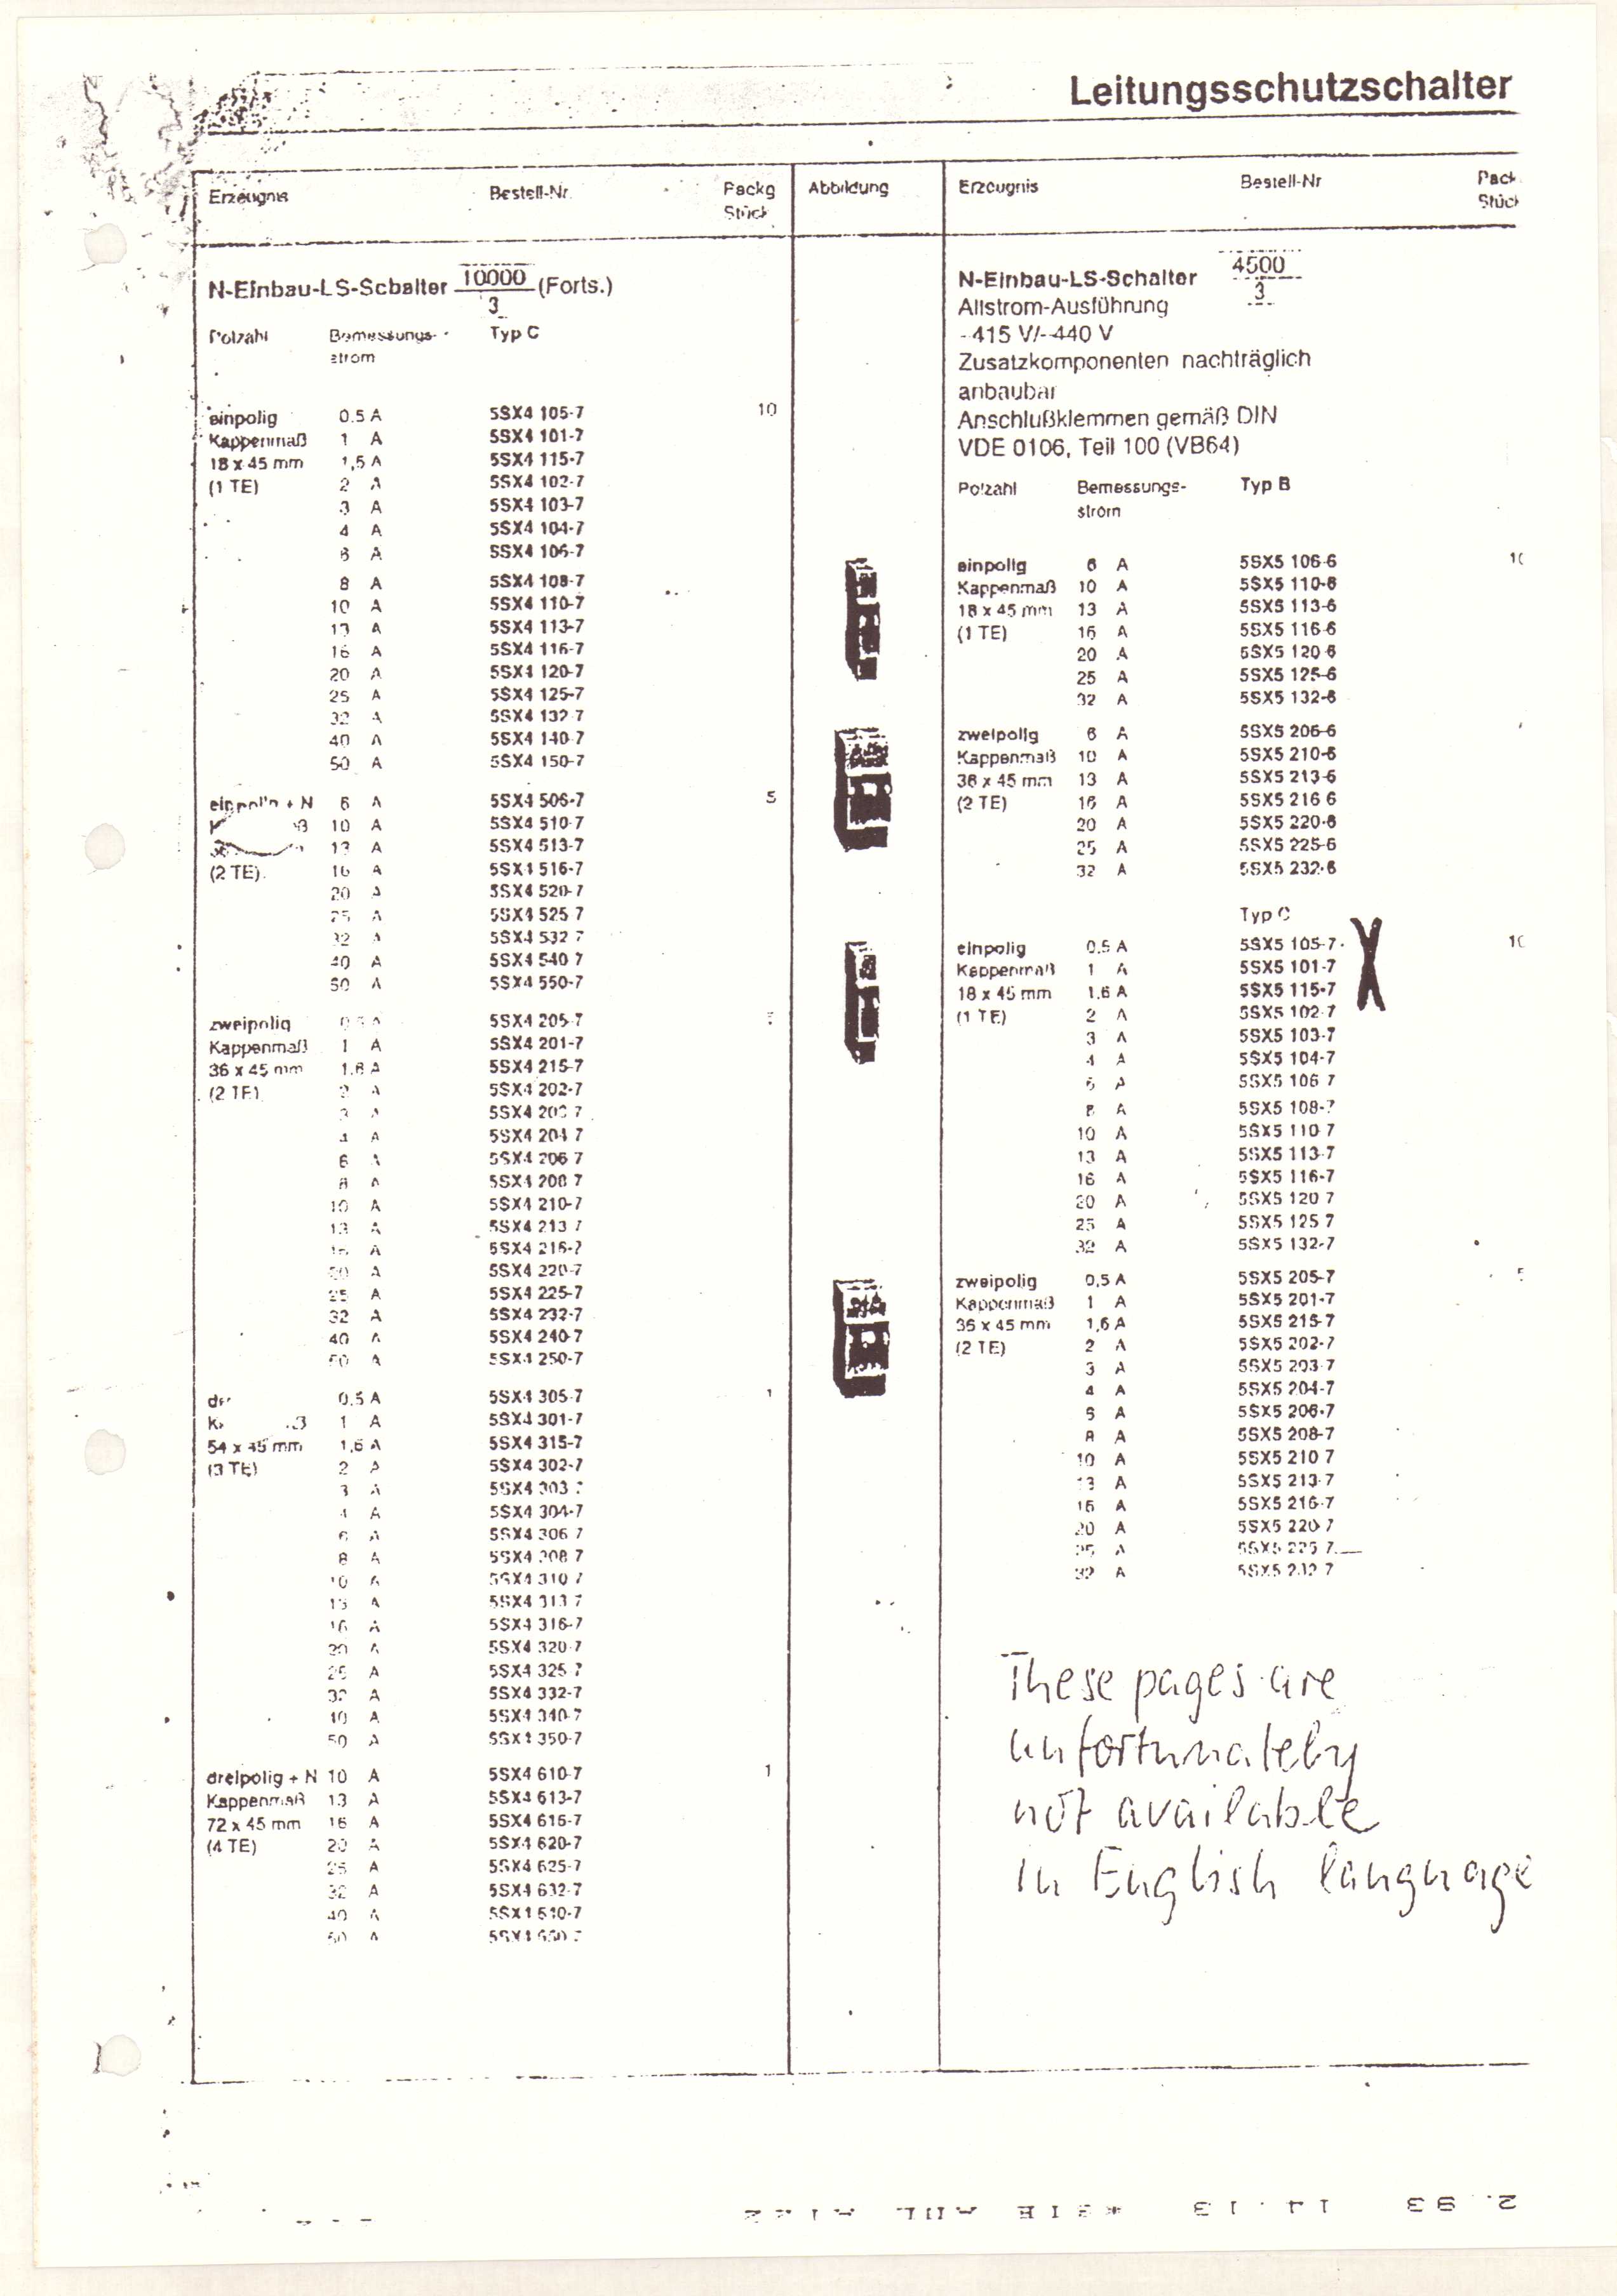 Leitungsschutzschalter
Erzeugnis Bestell-Nr. Packg Abbildung Erzeugnis Bestell-Nr Pack
Stück Stück
N-Einbau-LS-Schalter 10000 (Forts.)
3
Polzahl Bemessungs- Typ C
strom
einpolig 0.5 A 5SX4 105-7 10
Kappenmaß 1 A 5SX4 101-7
18 x 45 mm 1,5 A 5SX4 115-7
(1 TE) 2 A 5SX4 102-7
3 A 5SX4 103-7
4 A 5SX4 104-7
6 A 5SX4 106-7
8 A 5SX4 108-7
10 A 5SX4 110-7
13 A 5SX4 113-7
16 A 5SX4 116-7
20 A 5SX4 120-7
25 A 5SX4 125-7
32 A 5SX4 132-7
40 A 5SX4 140-7
50 A 5SX4 150-7
einpolig + N 6 A 5SX4 506-7 5
10 A 5SX4 510-7
13 A 5SX4 513-7
(2 TE) 16 A 5SX4 516-7
20 A 5SX4 520-7
25 A 5SX4 525 7
32 A 5SX4 532 7
40 A 5SX4 540 7
50 A 5SX4 550-7
zweipolig 0.5 A 5SX4 205-7
Kappenmaß 1 A 5SX4 201-7
36 x 45 mm 1.6 A 5SX4 215-7
(2 TE) 2 A 5SX4 202-7
3 A 5SX4 203 7
4 A 5SX4 204 7
6 A 5SX4 206 7
8 A 5SX4 208 7
10 A 5SX4 210-7
13 A 5SX4 213 7
16 A 5SX4 216-7
20 A 5SX4 220-7
25 A 5SX4 225-7
32 A 5SX4 232-7
40 A 5SX4 240-7
50 A 5SX4 250-7
0.5 A 5SX4 305-7 1
1 A 5SX4 301-7
54 x 45 mm 1,6 A 5SX4 315-7
(3 TE) 2 A 5SX4 302-7
3 A 5SX4 303
4 A 5SX4 304-7
6 A 5SX4 306 7
8 A 5SX4 308 7
10 A 5SX4 310 7
13 A 5SX4 313 7
16 A 5SX4 316-7
20 A 5SX4 320-7
25 A 5SX4 325 7
32 A 5SX4 332-7
40 A 5SX4 340-7
50 A 5SX4 350-7
dreipolig + N 10 A 5SX4 610-7 1
Kappenmaß 13 A 5SX4 613-7
72 x 45 mm 16 A 5SX4 616-7
(4 TE) 20 A 5SX4 620-7
25 A 5SX4 625-7
32 A 5SX4 632-7
40 A 5SX4 640-7
50 A 5SX4 650
N-Einbau-LS-Schalter 4500
3
Allstrom-Ausführung
~415 V/-440 V
Zusatzkomponenten nachträglich
anbaubar
Anschlußklemmen gemäß DIN
VDE 0106, Teil 100 (VB64)
Polzahl Bemessungs- Typ B
strom
einpolig 6 A 5SX5 106-6
Kappenmaß 10 A 5SX5 110-6
18 x 45 mm 13 A 5SX5 113-6
(1 TE) 16 A 5SX5 116-6
20 A 5SX5 120 6
25 A 5SX5 125-6
32 A 5SX5 132-6
zweipolig 6 A 5SX5 206-6
Kappenmaß 10 A 5SX5 210-6
36 x 45 mm 13 A 5SX5 213-6
(2 TE) 16 A 5SX5 216 6
20 A 5SX5 220-6
25 A 5SX5 225-6
32 A 5SX5 232-6
Typ C
einpolig 0.5 A 5SX5 105-7 X
Kappenmaß 1 A 5SX5 101-7
18 x 45 mm 1.6 A 5SX5 115-7
(1 TE) 2 A 5SX5 102-7
3 A 5SX5 103-7
4 A 5SX5 104-7
6 A 5SX5 106 7
8 A 5SX5 108-7
10 A 5SX5 110 7
13 A 5SX5 113-7
16 A 5SX5 116-7
20 A 5SX5 120 7
25 A 5SX5 125 7
32 A 5SX5 132-7
zweipolig 0,5 A 5SX5 205-7
Kappenmaß 1 A 5SX5 201-7
36 x 45 mm 1,6 A 5SX5 215-7
(2 TE) 2 A 5SX5 202-7
3 A 5SX5 203-7
4 A 5SX5 204-7
6 A 5SX5 206-7
8 A 5SX5 208-7
10 A 5SX5 210 7
13 A 5SX5 213-7
16 A 5SX5 216-7
20 A 5SX5 220-7
25 A 5SX5 225 7
32 A 5SX5 232 7
These pages are
unfortunately
not available
in English language